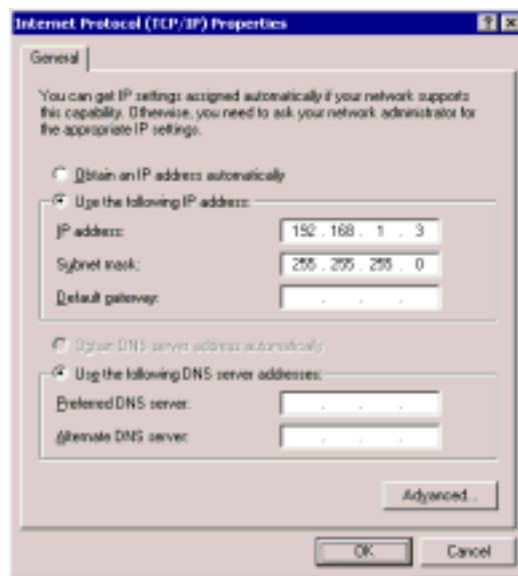 Internet Protocol (TCP/IP) Properties
General
You can get IP settings assigned automatically if your network supports
this capability. Otherwise, you need to ask your network administrator for
the appropriate IP settings.
Obtain an IP address automatically
Use the following IP address:
IP address: 192 . 168 . 1 . 3
Subnet mask: 255 . 255 . 255 . 0
Default gateway: . . .
Obtain DNS server address automatically
Use the following DNS server addresses:
Preferred DNS server: . . .
Alternate DNS server: . . .
Advanced...
OK Cancel